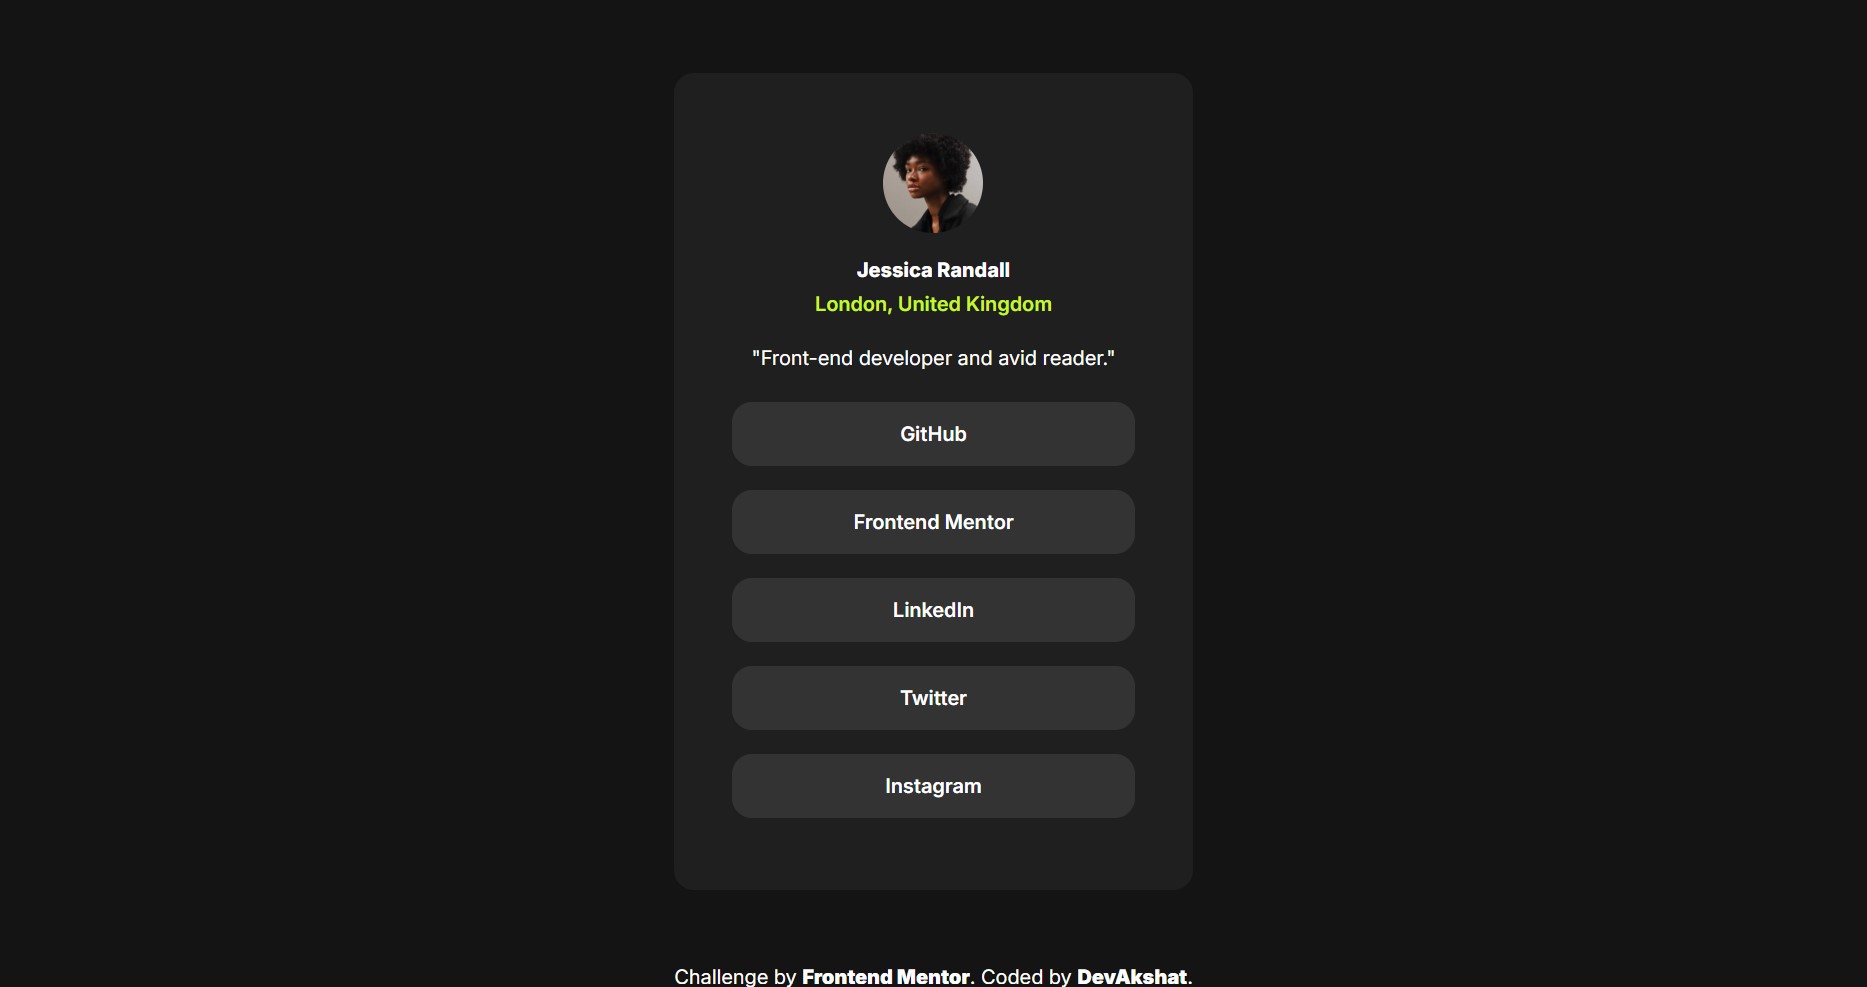 Jessica Randall
London, United Kingdom
"Front-end developer and avid reader."
GitHub
Frontend Mentor
LinkedIn
Twitter
Instagram
Challenge by Frontend Mentor. Coded by DevAkshat.